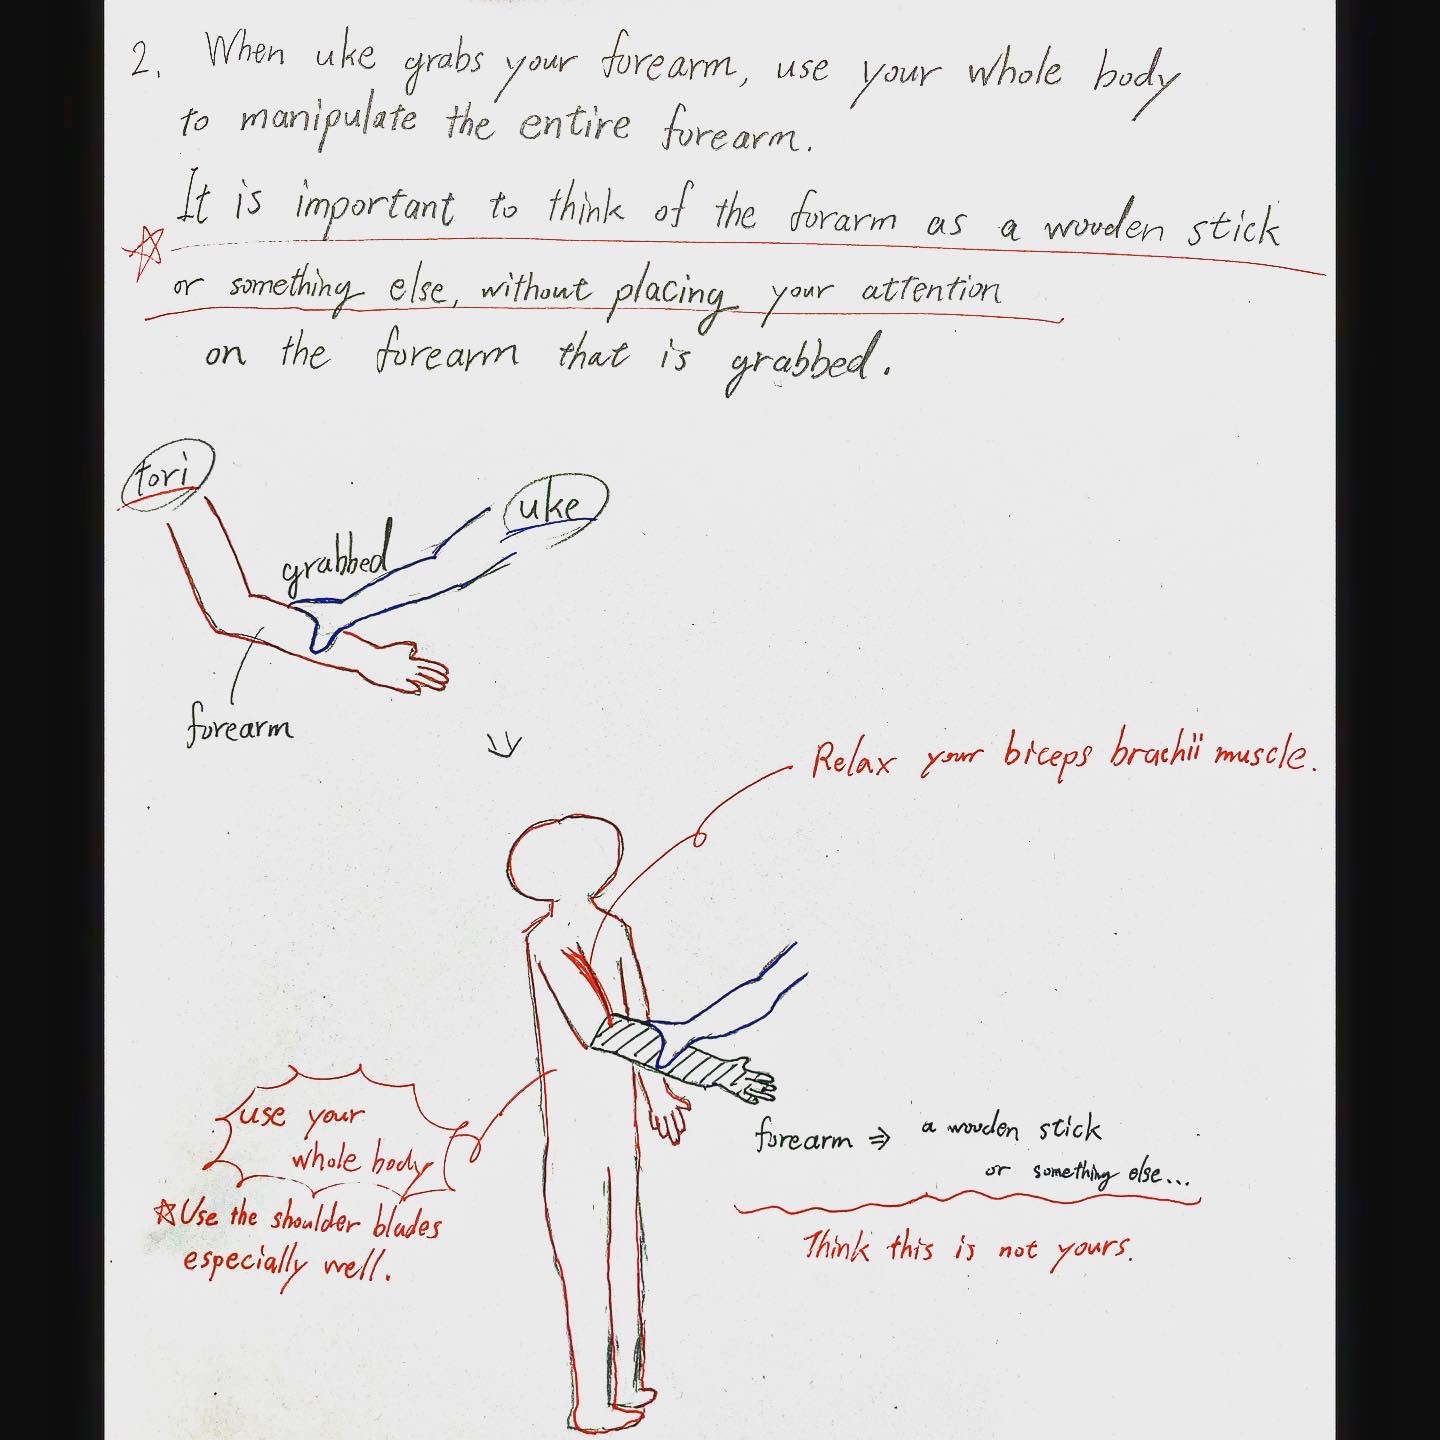 2. When uke grabs your forearm, use your whole body
to manipulate the entire forearm.
It is important to think of the forarm as a wooden stick
or something else, without placing your attention
on the forearm that is grabbed.
tori
uke
grabbed
forearm
Relax your biceps brachii muscle.
use your
whole body
☆Use the shoulder blades
especially well.
forearm ⇒ a wooden stick
or something else...
Think this is not yours.